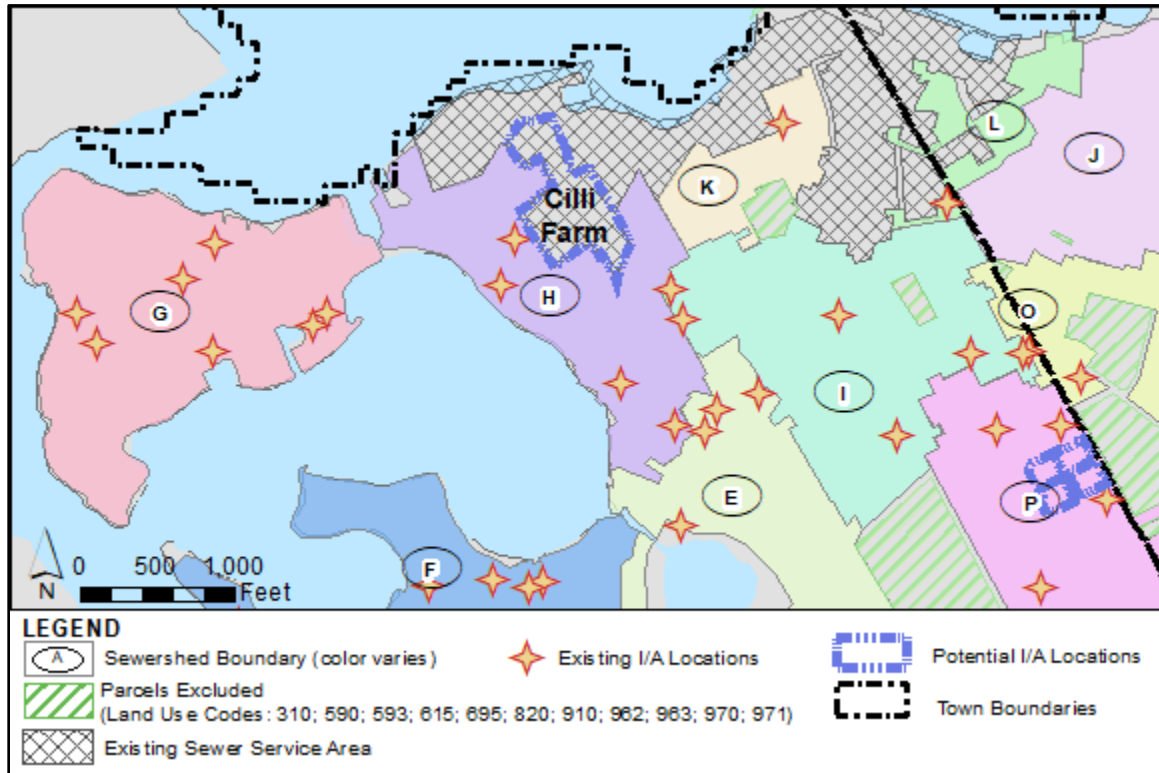 L
J
K
Cilli
Farm
H
G
O
I
E
P
F
N
0 500 1,000
Feet
LEGEND
A Sewershed Boundary (color varies)
Existing I/A Locations
Potential I/A Locations
Parcels Excluded
(Land Use Codes: 310; 590; 593; 615; 695; 820; 910; 962; 963; 970; 971)
Town Boundaries
Existing Sewer Service Area